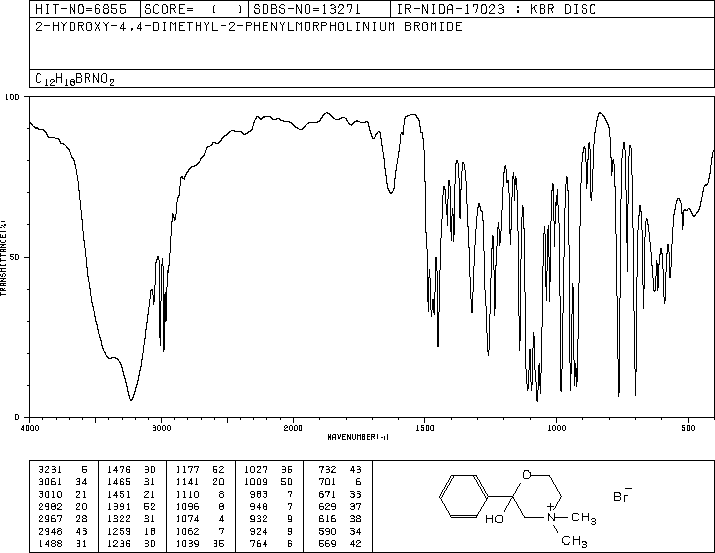 HIT-NO=6855 SCORE= ( ) SDBS-NO=13271 IR-NIDA-17023 : KBR DISC
2-HYDROXY-4,4-DIMETHYL-2-PHENYLMORPHOLINIUM BROMIDE
C12H18BRNO2
100
50
0
TRANSMITTANCE(%)
4000 3000 2000 1500 1000 500
WAVENUMBER(-1)
3231 6 1476 30 1177 52 1027 36 732 43
3061 34 1465 31 1141 20 1009 50 701 6
3010 21 1451 21 1110 8 983 7 671 33
2982 20 1391 52 1096 8 948 7 629 37
2967 28 1322 31 1074 4 932 9 616 38
2948 43 1259 18 1062 7 924 9 590 34
1488 31 1236 30 1039 35 764 6 569 42
O
Br−
HO N+ CH3
CH3